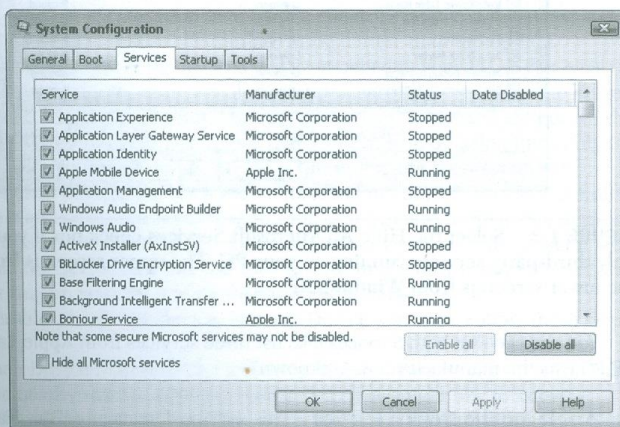 System Configuration
General Boot Services Startup Tools
Service Manufacturer Status Date Disabled
Application Experience Microsoft Corporation Stopped
Application Layer Gateway Service Microsoft Corporation Stopped
Application Identity Microsoft Corporation Stopped
Apple Mobile Device Apple Inc. Running
Application Management Microsoft Corporation Stopped
Windows Audio Endpoint Builder Microsoft Corporation Running
Windows Audio Microsoft Corporation Running
ActiveX Installer (AxInstSV) Microsoft Corporation Stopped
BitLocker Drive Encryption Service Microsoft Corporation Stopped
Base Filtering Engine Microsoft Corporation Running
Background Intelligent Transfer ... Microsoft Corporation Running
Bonjour Service Apple Inc. Running
Note that some secure Microsoft services may not be disabled.
Enable all Disable all
Hide all Microsoft services
OK Cancel Apply Help